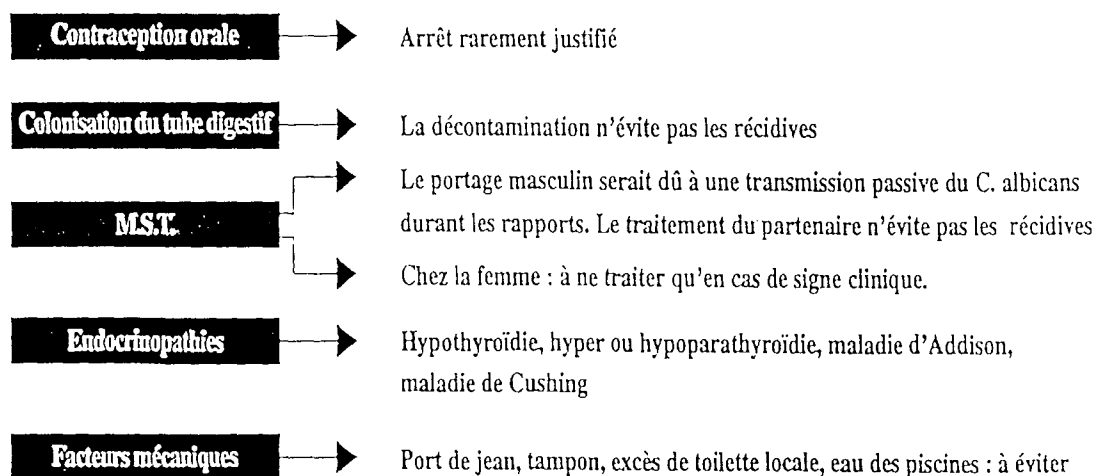 Contraception orale
Arrêt rarement justifié
Colonisation du tube digestif
La décontamination n'évite pas les récidives
M.S.T.
Le portage masculin serait dû à une transmission passive du C. albicans
durant les rapports. Le traitement du partenaire n'évite pas les récidives
Chez la femme : à ne traiter qu'en cas de signe clinique.
Endocrinopathies
Hypothyroïdie, hyper ou hypoparathyroïdie, maladie d'Addison,
maladie de Cushing
Facteurs mécaniques
Port de jean, tampon, excès de toilette locale, eau des piscines : à éviter